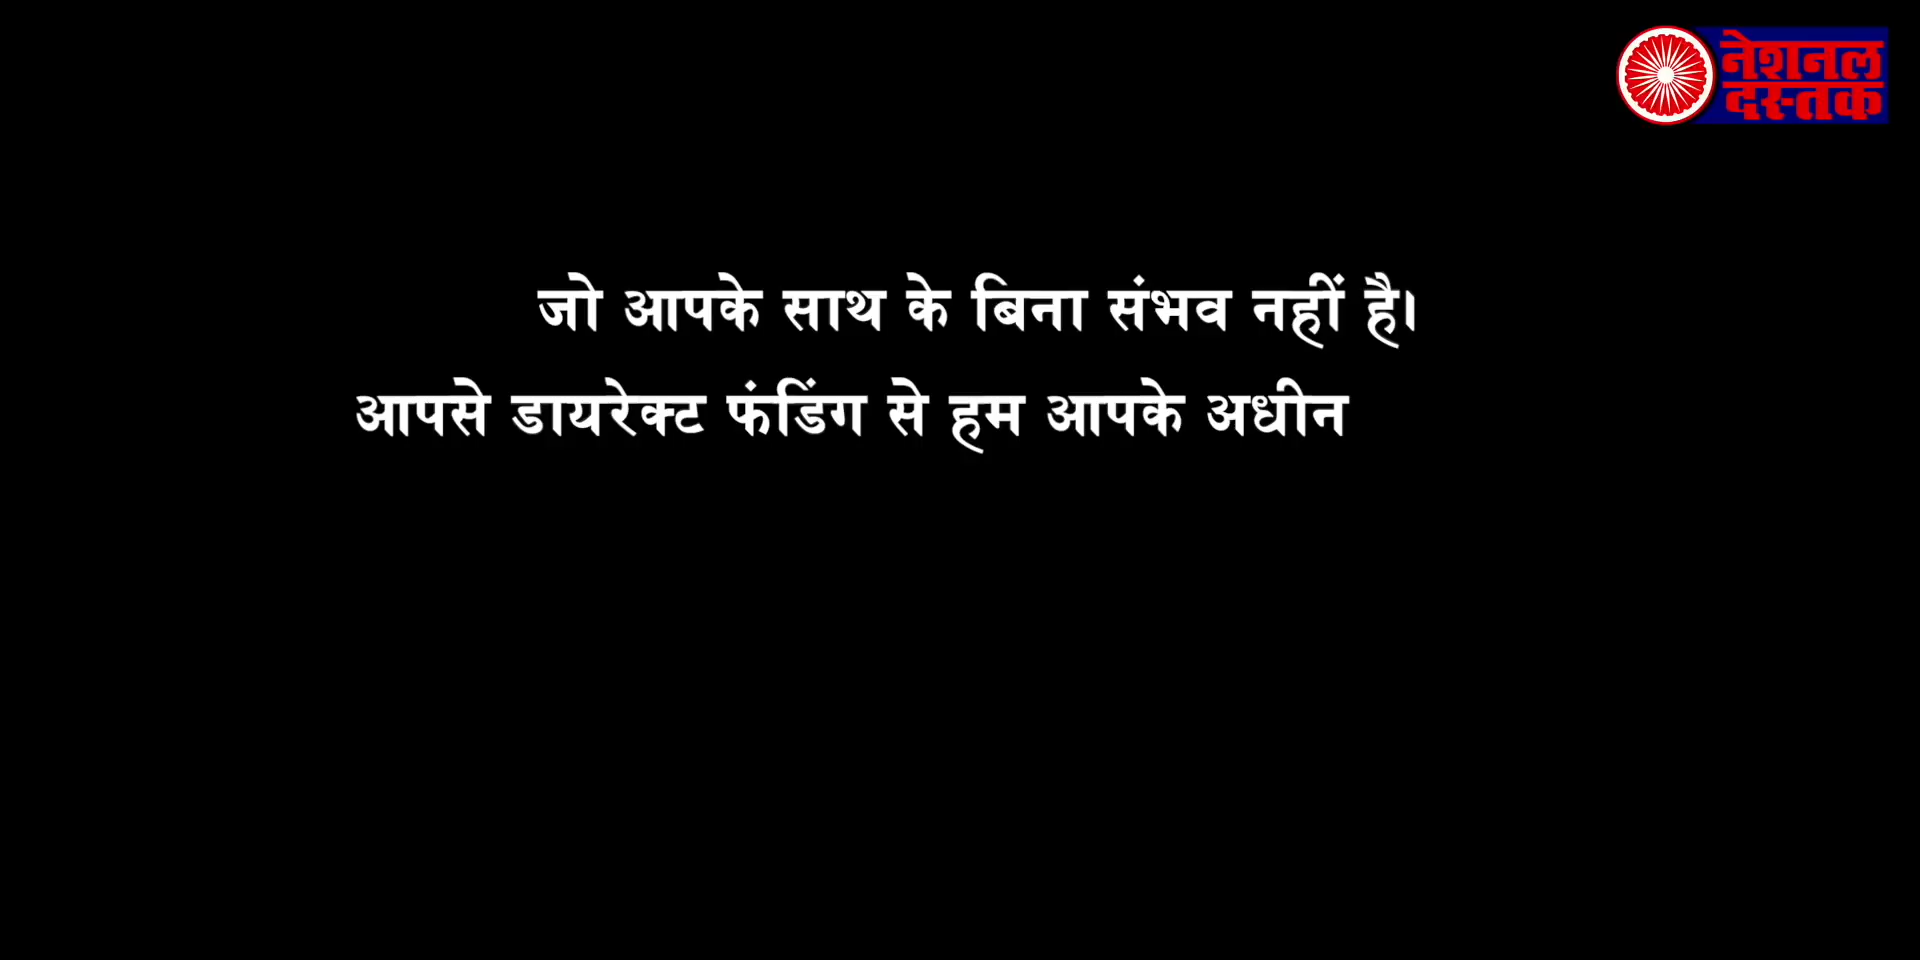 नेशनल
दस्तक
जो आपके साथ के बिना संभव नहीं है।
आपसे डायरेक्ट फंडिंग से हम आपके अधीन